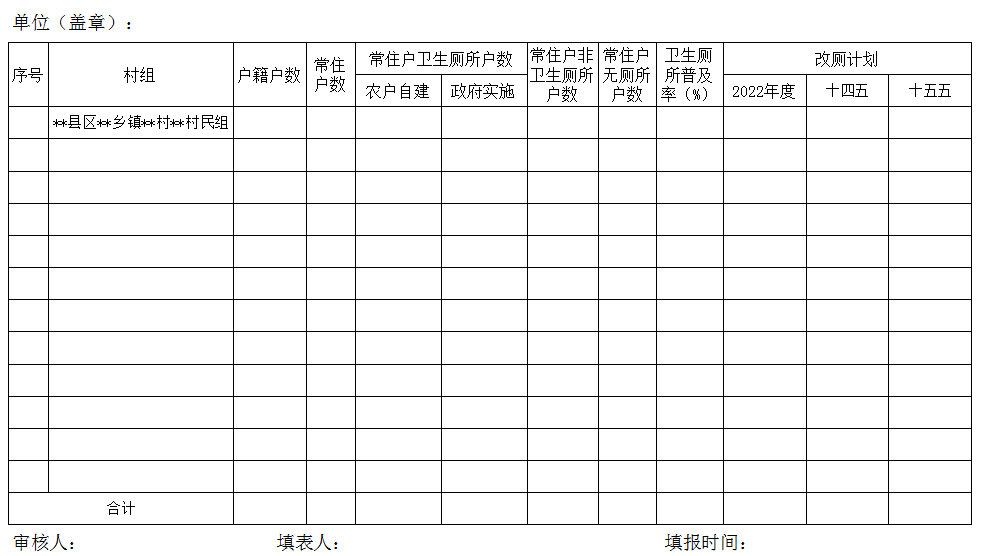 单位（盖章）：
序号 村组 户籍户数 常住户数 常住户卫生厕所户数 常住户非卫生厕所户数 常住户无厕所户数 卫生厕所普及率（%） 改厕计划
农户自建 政府实施 2022年度 十四五 十五五
**县区**乡镇**村**村民组
合计
审核人： 填表人： 填报时间：